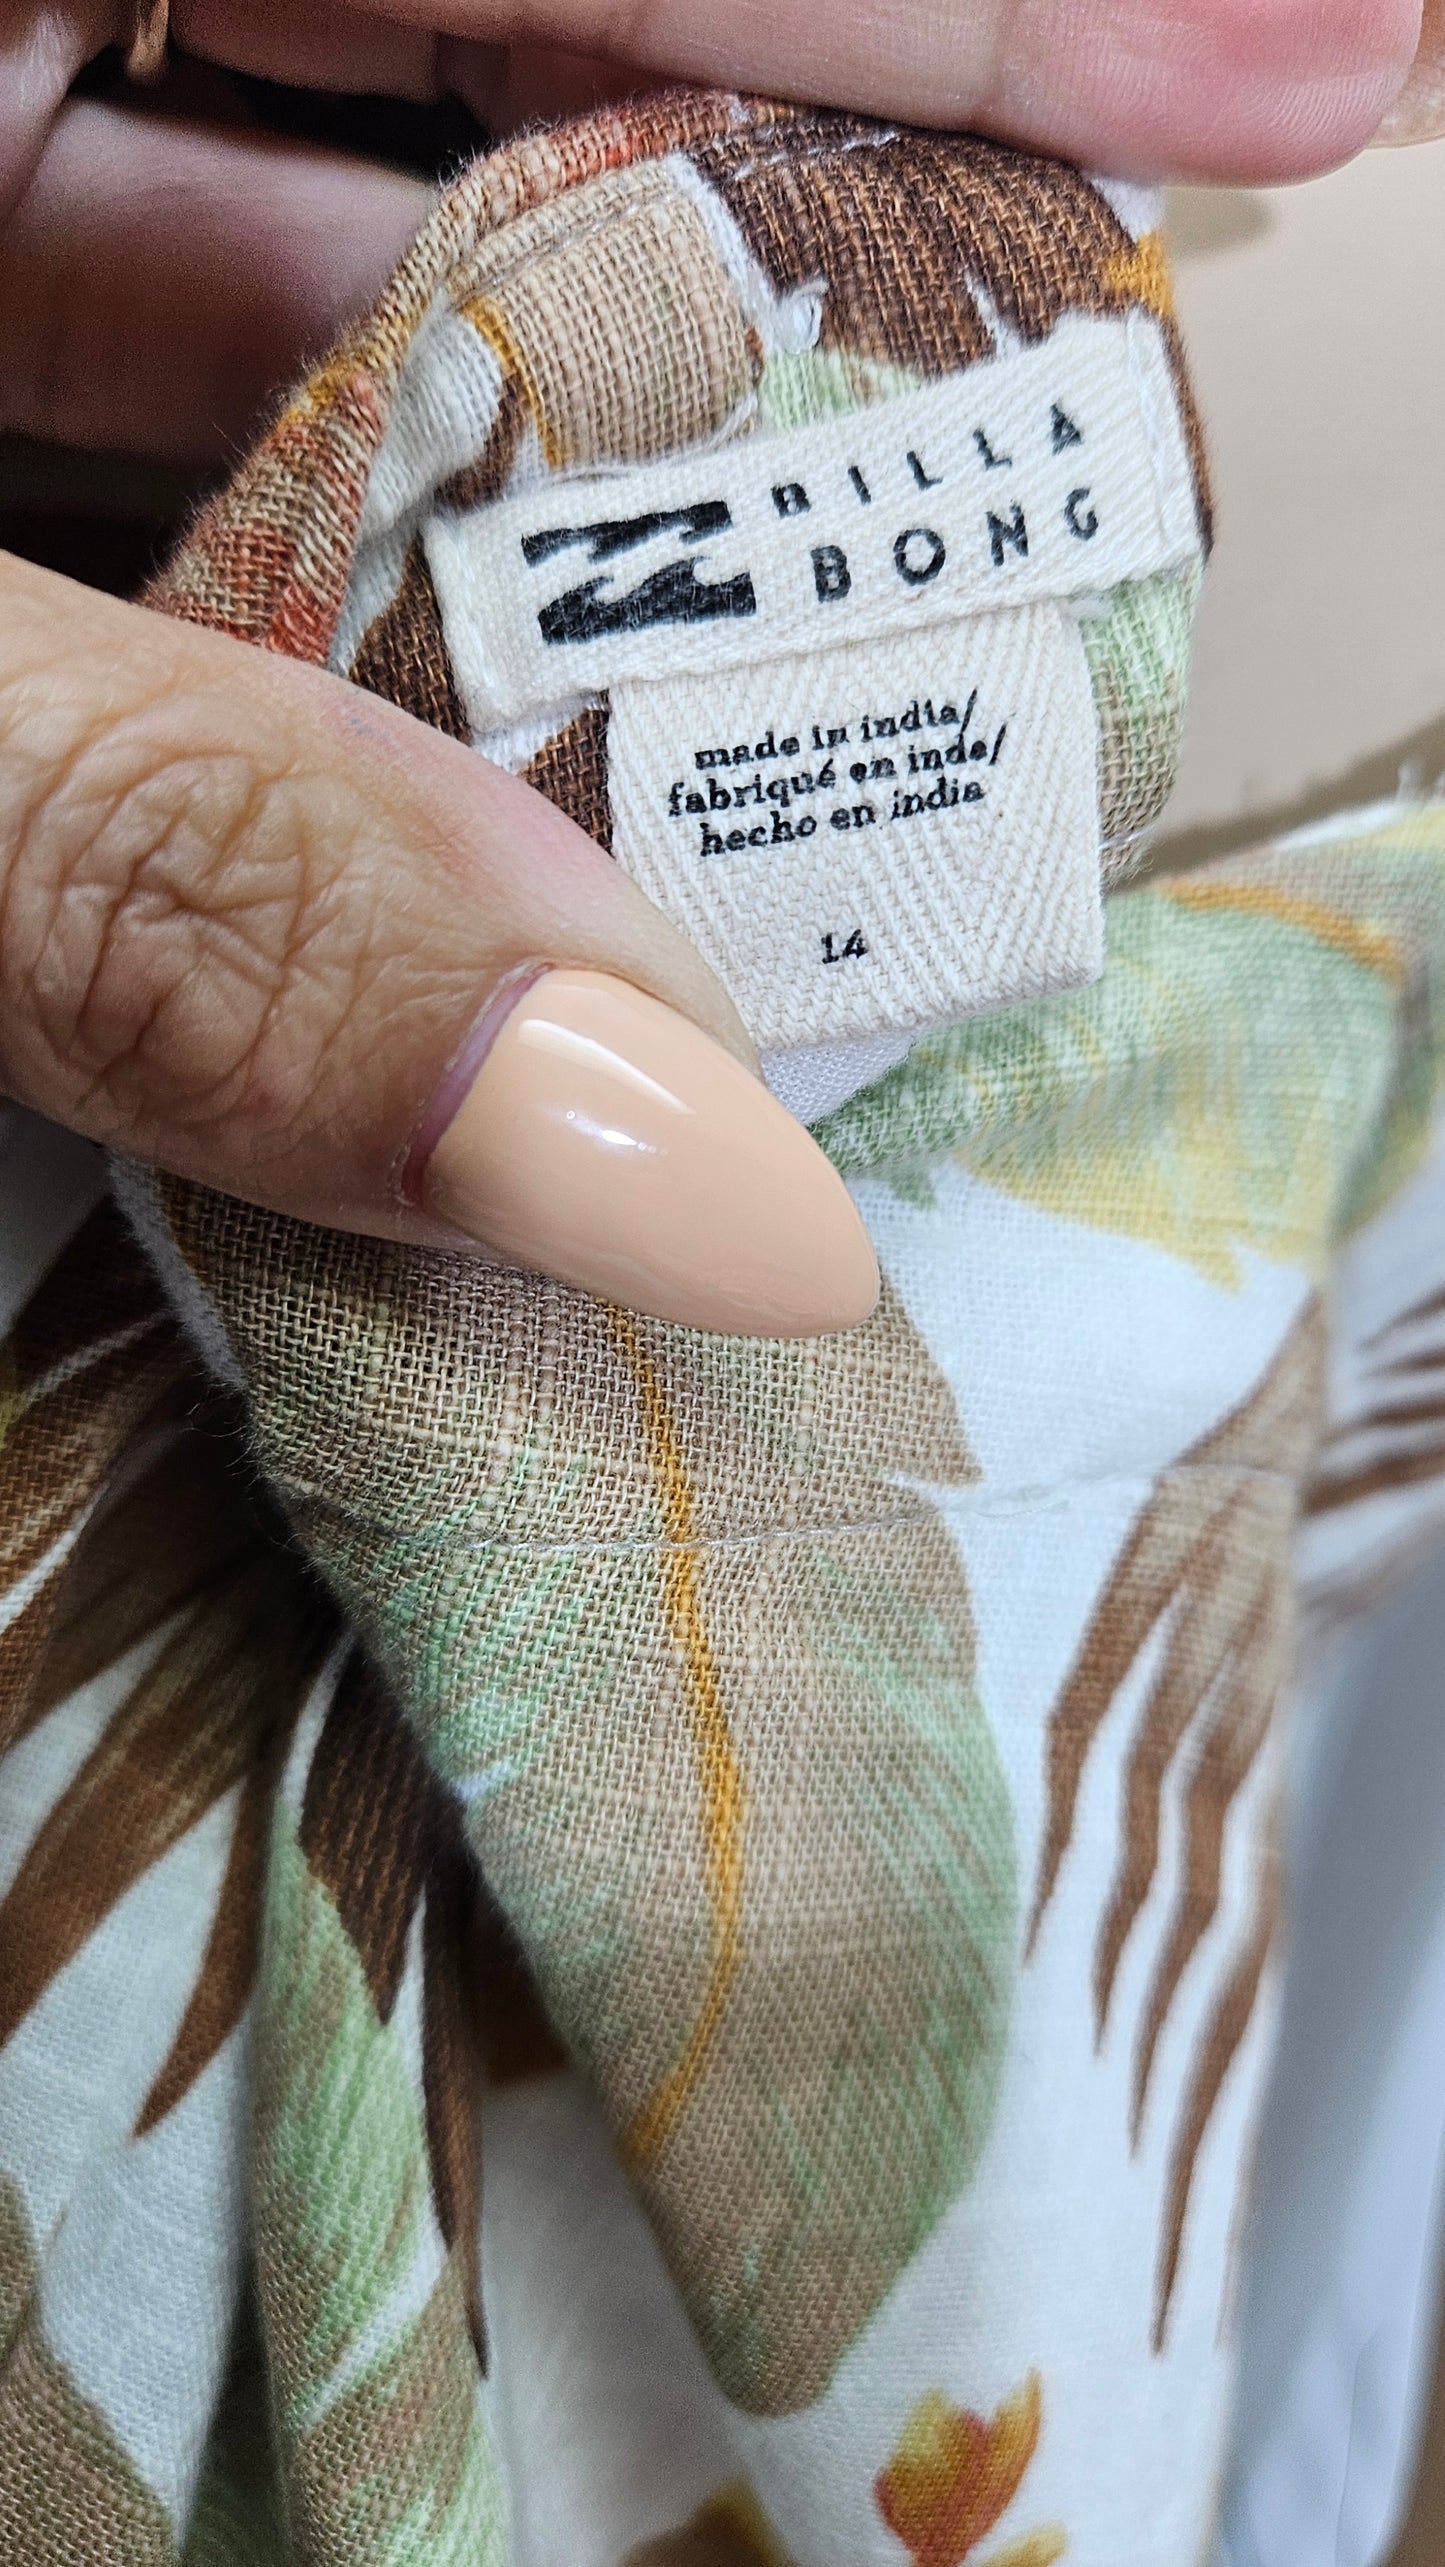 BILLA
BONG
made in india/
fabriqué en inde/
hecho en india
14